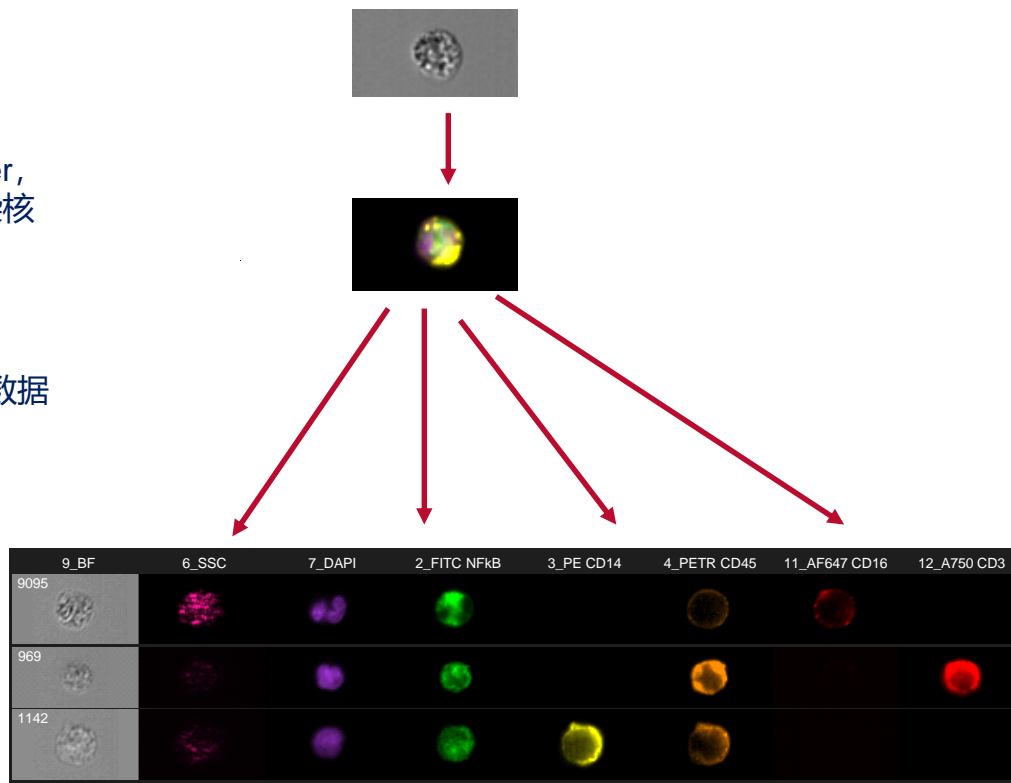 er,
核
数据
9_BF 6_SSC 7_DAPI 2_FITC NFkB 3_PE CD14 4_PETR CD45 11_AF647 CD16 12_A750 CD3
9095
969
1142